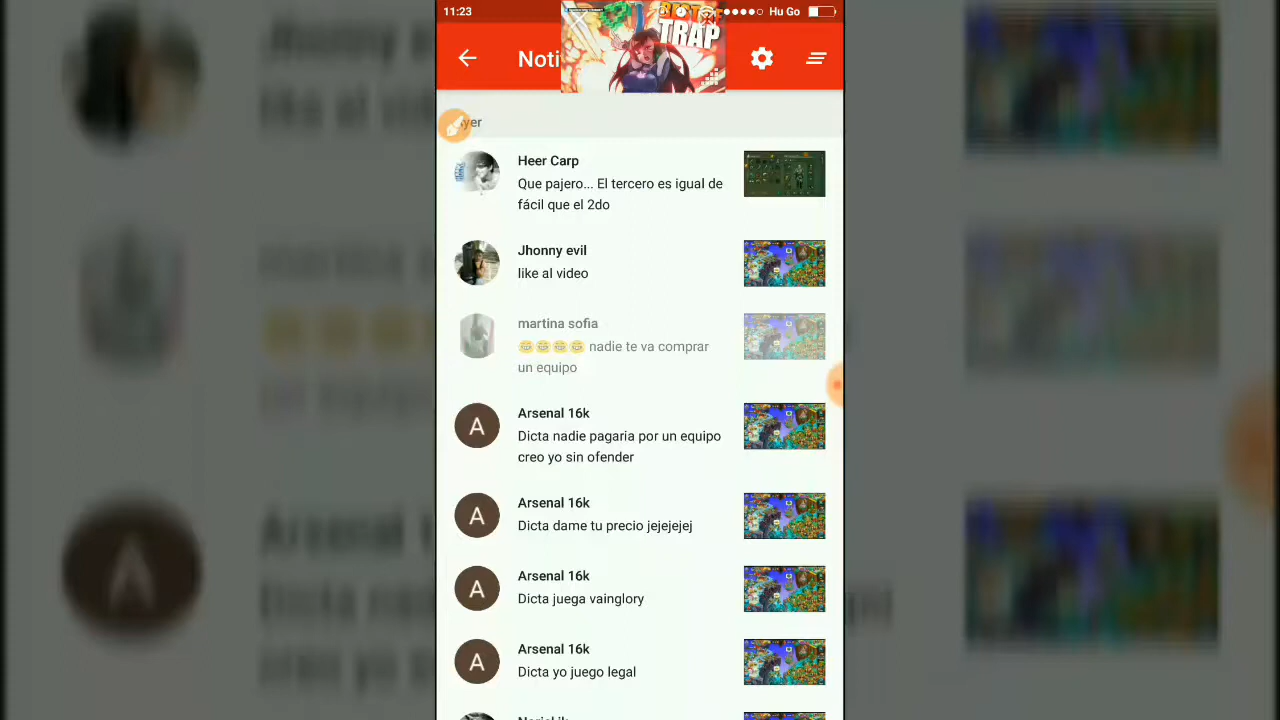 11:23
Hu Go
BEST OF
TRAP
Noti
yer
Heer Carp
Que pajero... El tercero es igual de
fácil que el 2do
Jhonny evil
like al video
martina sofia
😂😂😂😂 nadie te va comprar
un equipo
A
Arsenal 16k
Dicta nadie pagaria por un equipo
creo yo sin ofender
A
Arsenal 16k
Dicta dame tu precio jejejejej
A
Arsenal 16k
Dicta juega vainglory
A
Arsenal 16k
Dicta yo juego legal